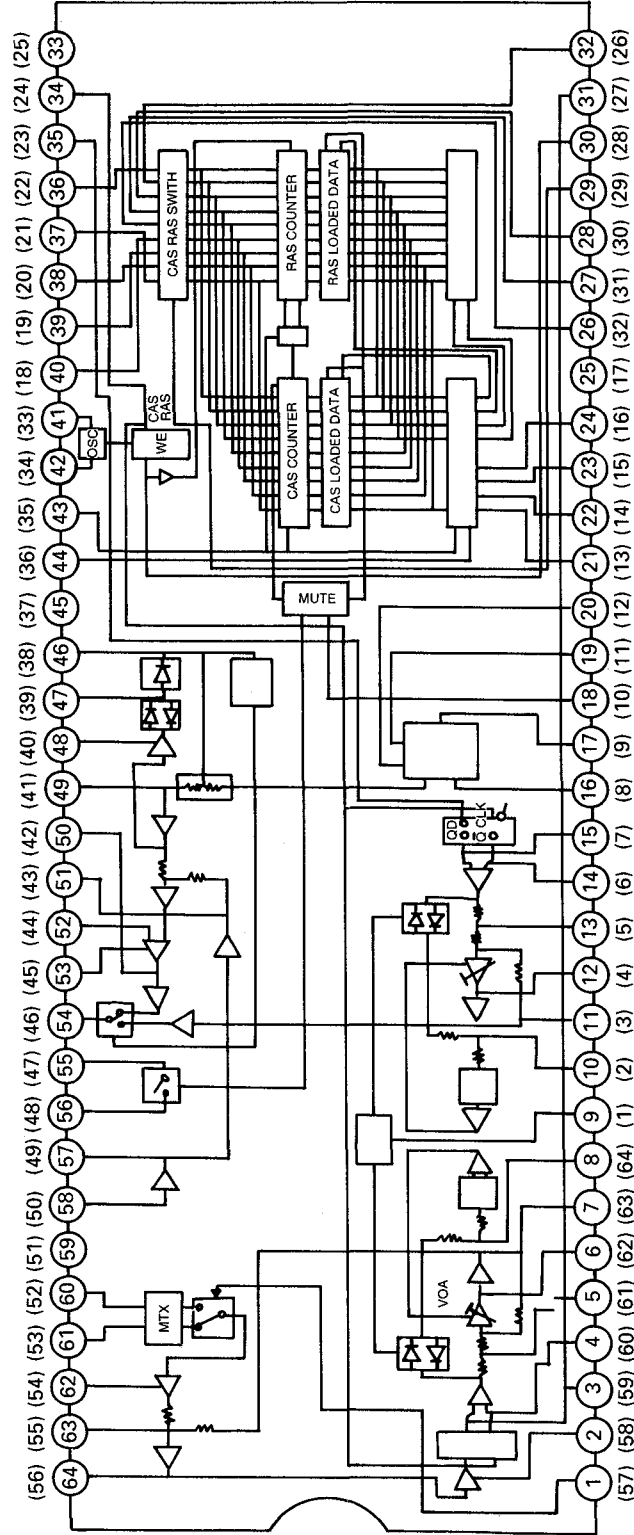 (56) (55) (54) (53) (52) (51) (50) (49) (48) (47) (46) (45) (44) (43) (42) (41) (40) (39) (38) (37) (36) (35) (34) (33) (18) (19) (20) (21) (22) (23) (24) (25)
64 63 62 61 60 59 58 57 56 55 54 53 52 51 50 49 48 47 46 45 44 43 42 41 40 39 38 37 36 35 34 33
OSC
MTX
WE
CAS
RAS
CAS RAS SWITH
CAS COUNTER
RAS COUNTER
MUTE
CAS LOADED DATA
RAS LOADED DATA
VOA
QD
Q̄ CLK
1 2 3 4 5 6 7 8 9 10 11 12 13 14 15 16 17 18 19 20 21 22 23 24 25 26 27 28 29 30 31 32
(57) (58) (59) (60) (61) (62) (63) (64) (1) (2) (3) (4) (5) (6) (7) (8) (9) (10) (11) (12) (13) (14) (15) (16) (17) (32) (31) (30) (29) (28) (27) (26)